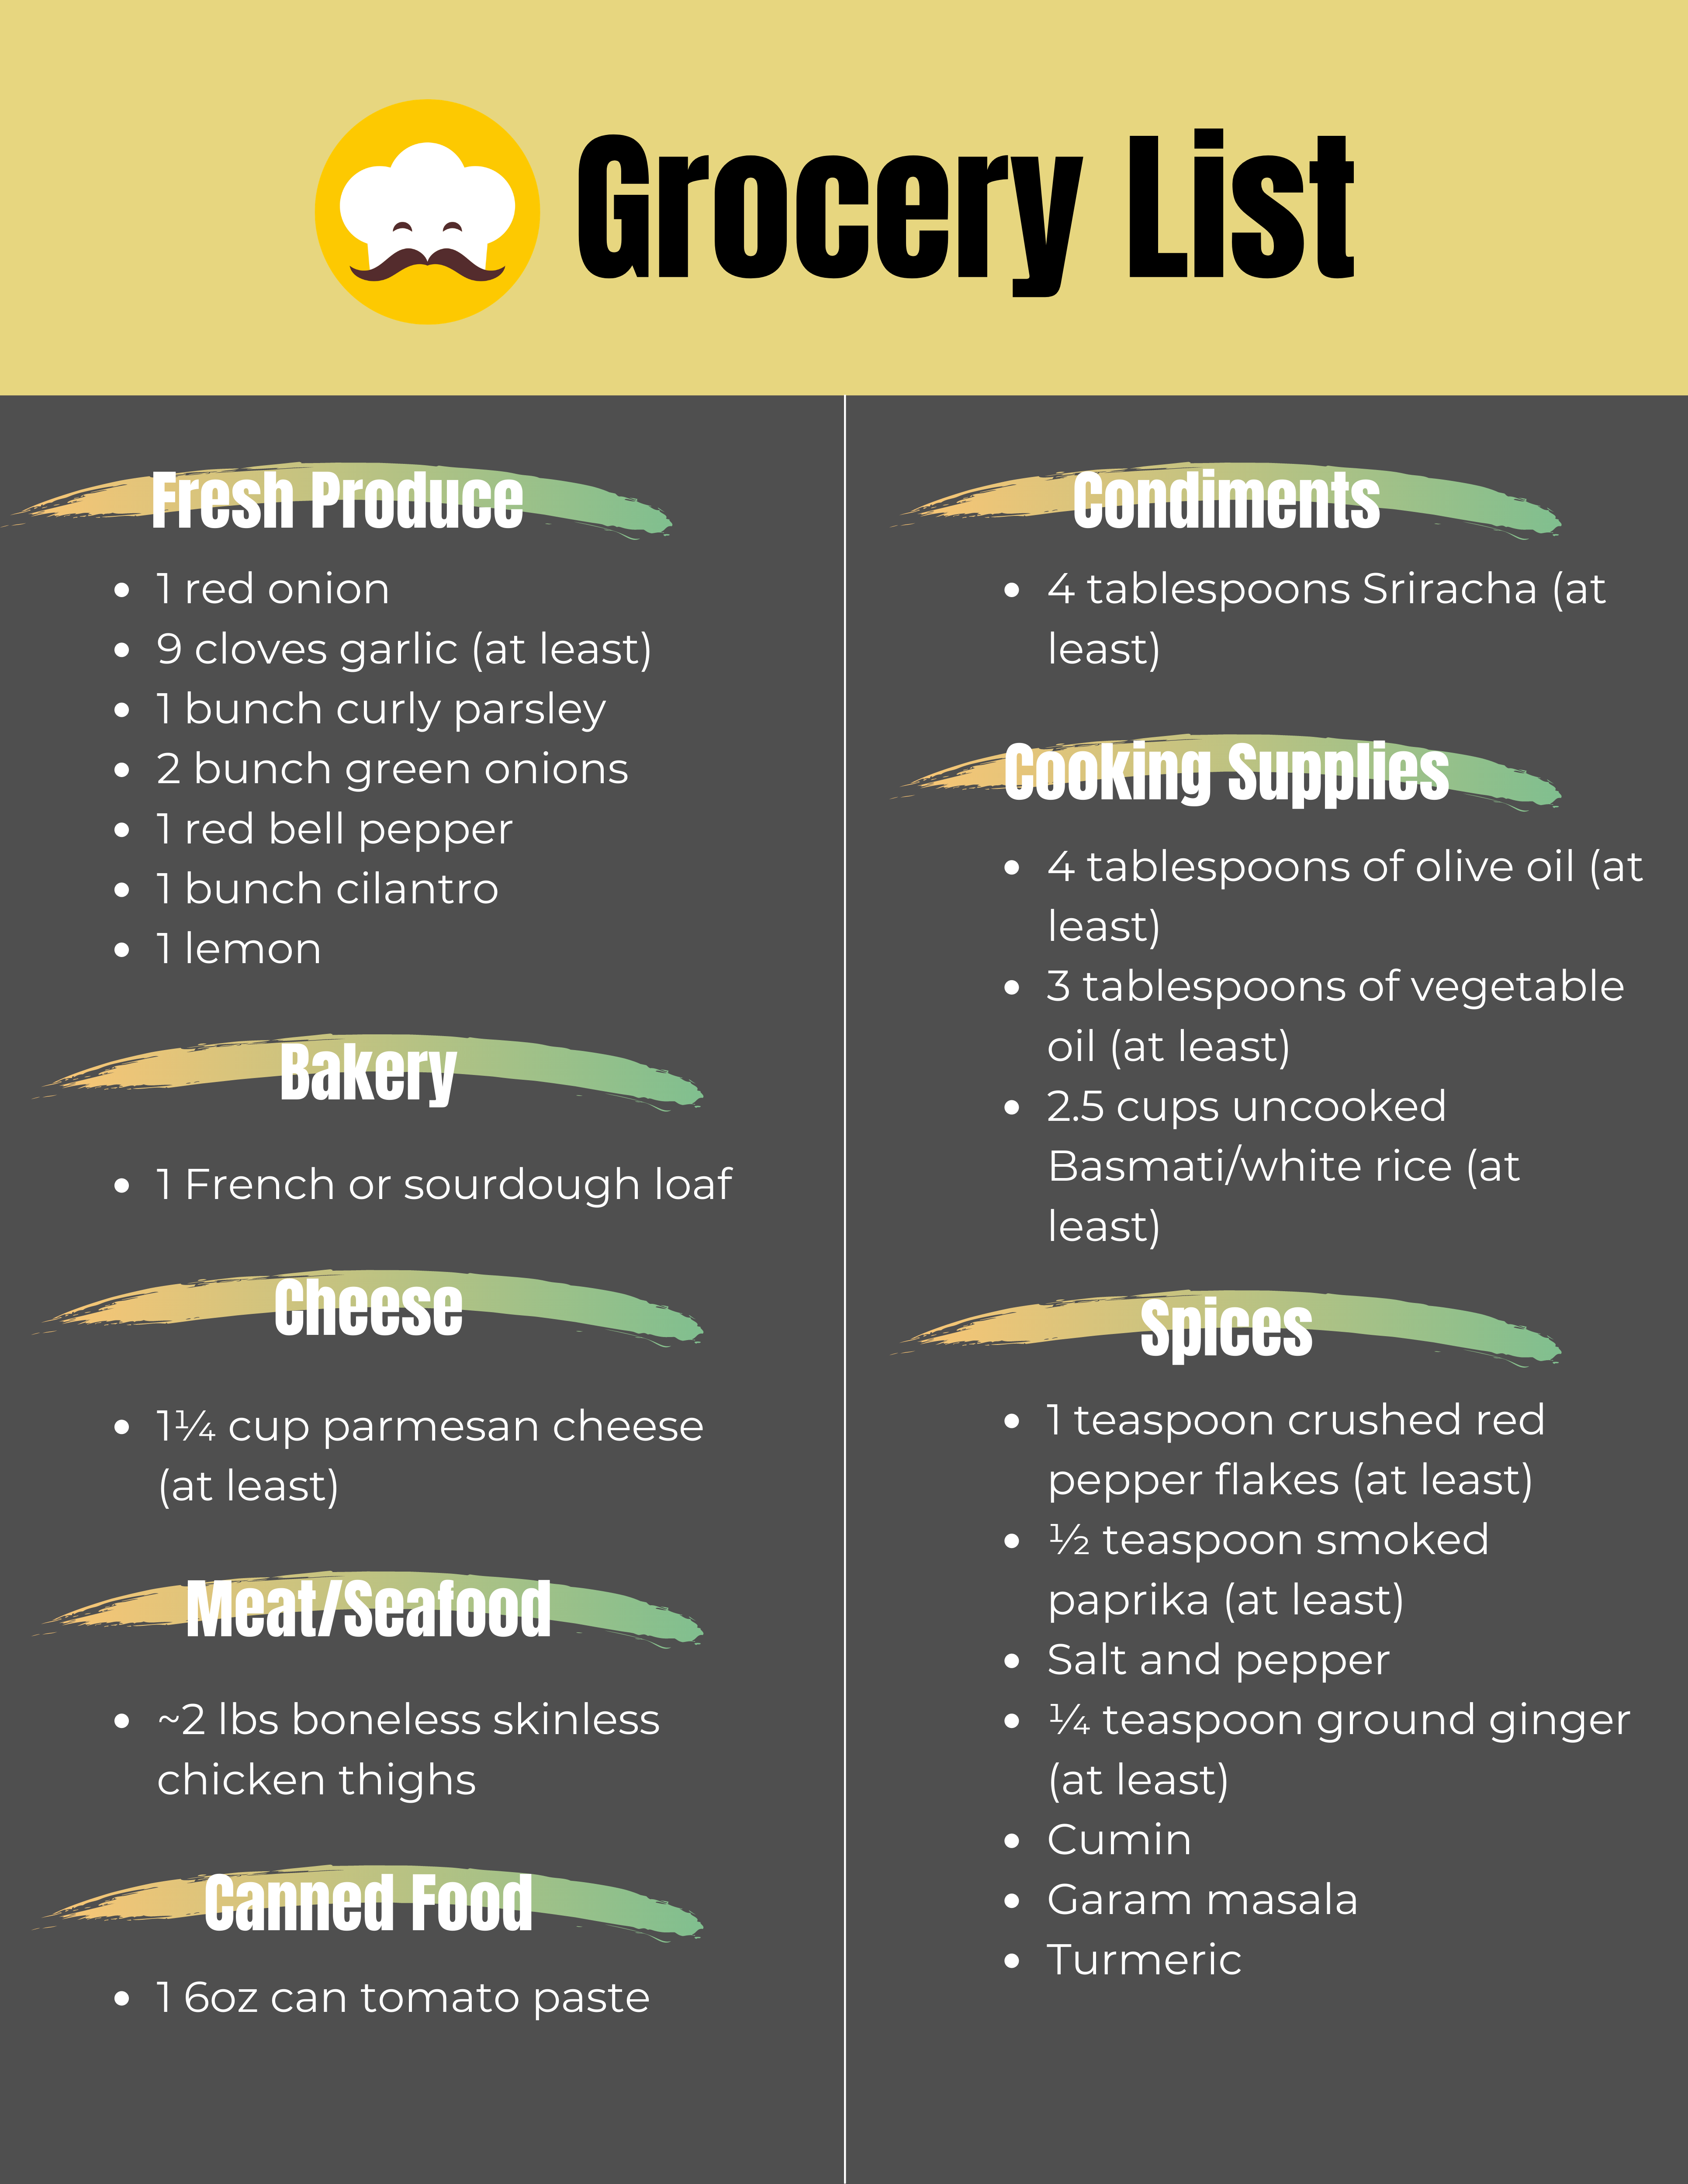 Grocery List
Fresh Produce
1 red onion
9 cloves garlic (at least)
1 bunch curly parsley
2 bunch green onions
1 red bell pepper
1 bunch cilantro
1 lemon
Bakery
1 French or sourdough loaf
Cheese
1¼ cup parmesan cheese
(at least)
Meat/Seafood
~2 lbs boneless skinless
chicken thighs
Canned Food
1 6oz can tomato paste
Condiments
4 tablespoons Sriracha (at
least)
Cooking Supplies
4 tablespoons of olive oil (at
least)
3 tablespoons of vegetable
oil (at least)
2.5 cups uncooked
Basmati/white rice (at
least)
Spices
1 teaspoon crushed red
pepper flakes (at least)
½ teaspoon smoked
paprika (at least)
Salt and pepper
¼ teaspoon ground ginger
(at least)
Cumin
Garam masala
Turmeric